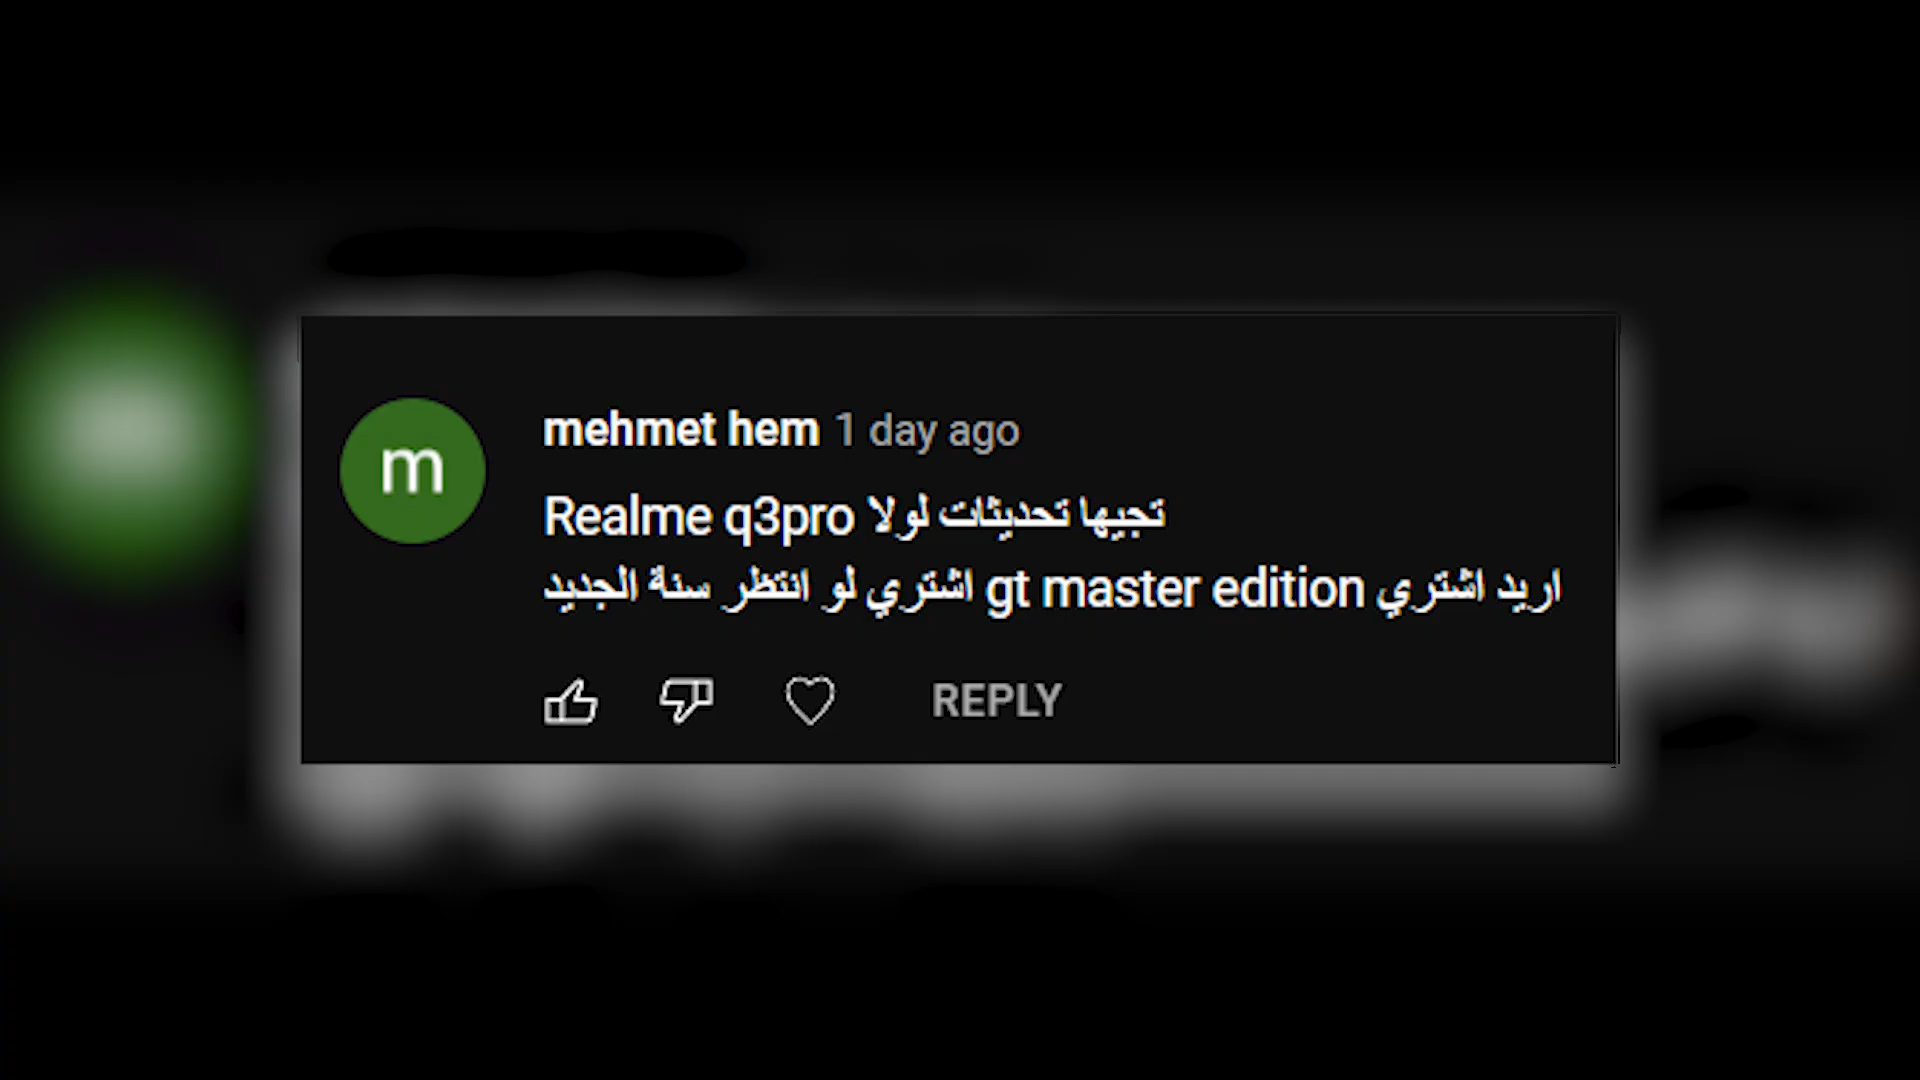 m
mehmet hem 1 day ago
Realme q3pro تجيها تحديثات لولا
اريد اشتري gt master edition اشتري لو انتظر سنة الجديد
REPLY